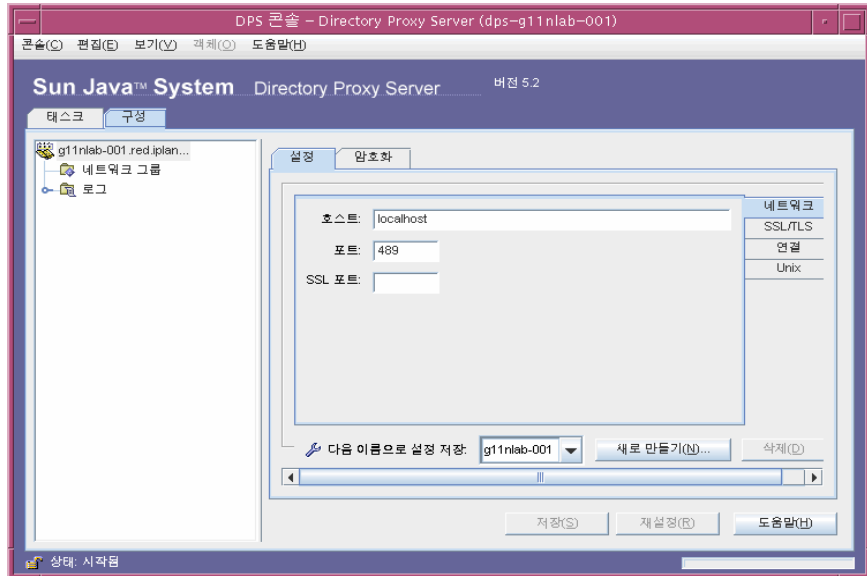 DPS 콘솔 – Directory Proxy Server (dps-g11nlab-001)
콘솔(C) 편집(E) 보기(V) 객체(O) 도움말(H)
Sun Java™ System Directory Proxy Server 버전 5.2
태스크 구성
g11nlab-001.red.iplan...
네트워크 그룹
로그
설정 암호화
네트워크
SSL/TLS
연결
Unix
호스트: localhost
포트: 489
SSL 포트:
다음 이름으로 설정 저장: g11nlab-001 새로 만들기(N)... 삭제(D)
저장(S) 재설정(R) 도움말(H)
상태: 시작됨